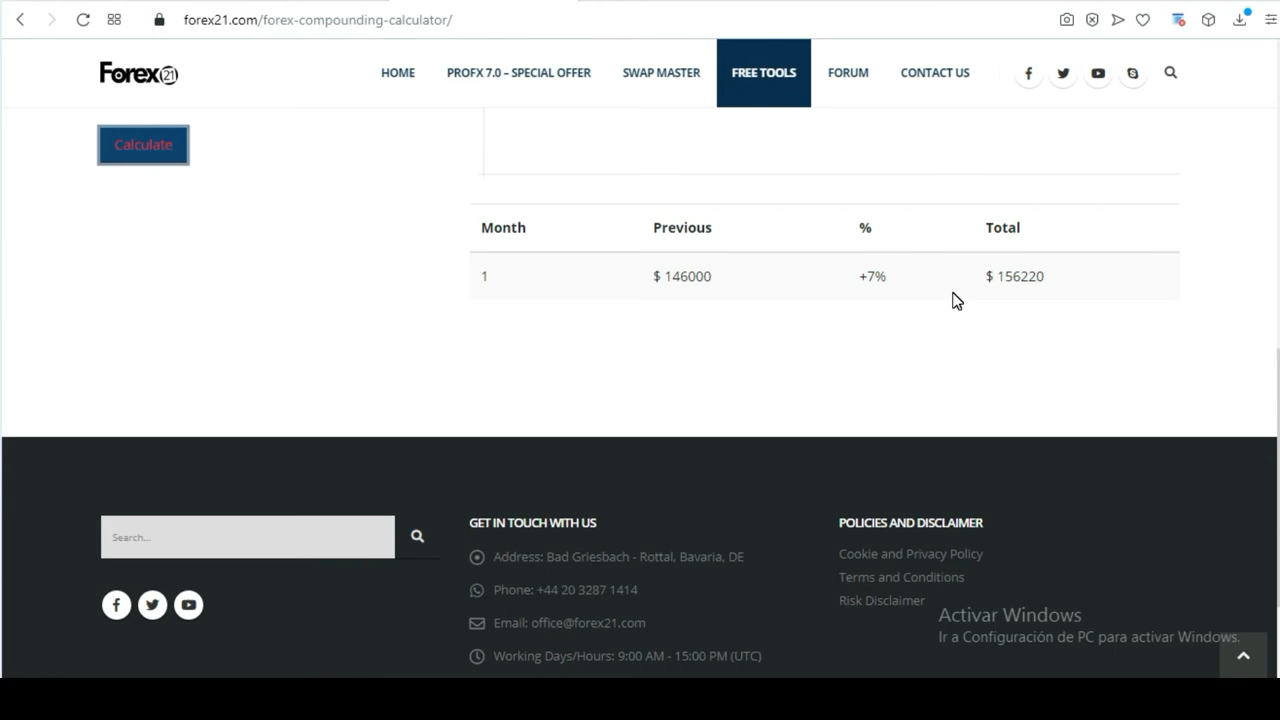 forex21.com/forex-compounding-calculator/
Forex 21
HOME PROFX 7.0 – SPECIAL OFFER SWAP MASTER FREE TOOLS FORUM CONTACT US
Calculate
Month Previous % Total
1 $ 146000 +7% $ 156220
Search...
GET IN TOUCH WITH US
Address: Bad Griesbach - Rottal, Bavaria, DE
Phone: +44 20 3287 1414
Email: office@forex21.com
Working Days/Hours: 9:00 AM - 15:00 PM (UTC)
POLICIES AND DISCLAIMER
Cookie and Privacy Policy
Terms and Conditions
Risk Disclaimer
Activar Windows
Ir a Configuración de PC para activar Windows.